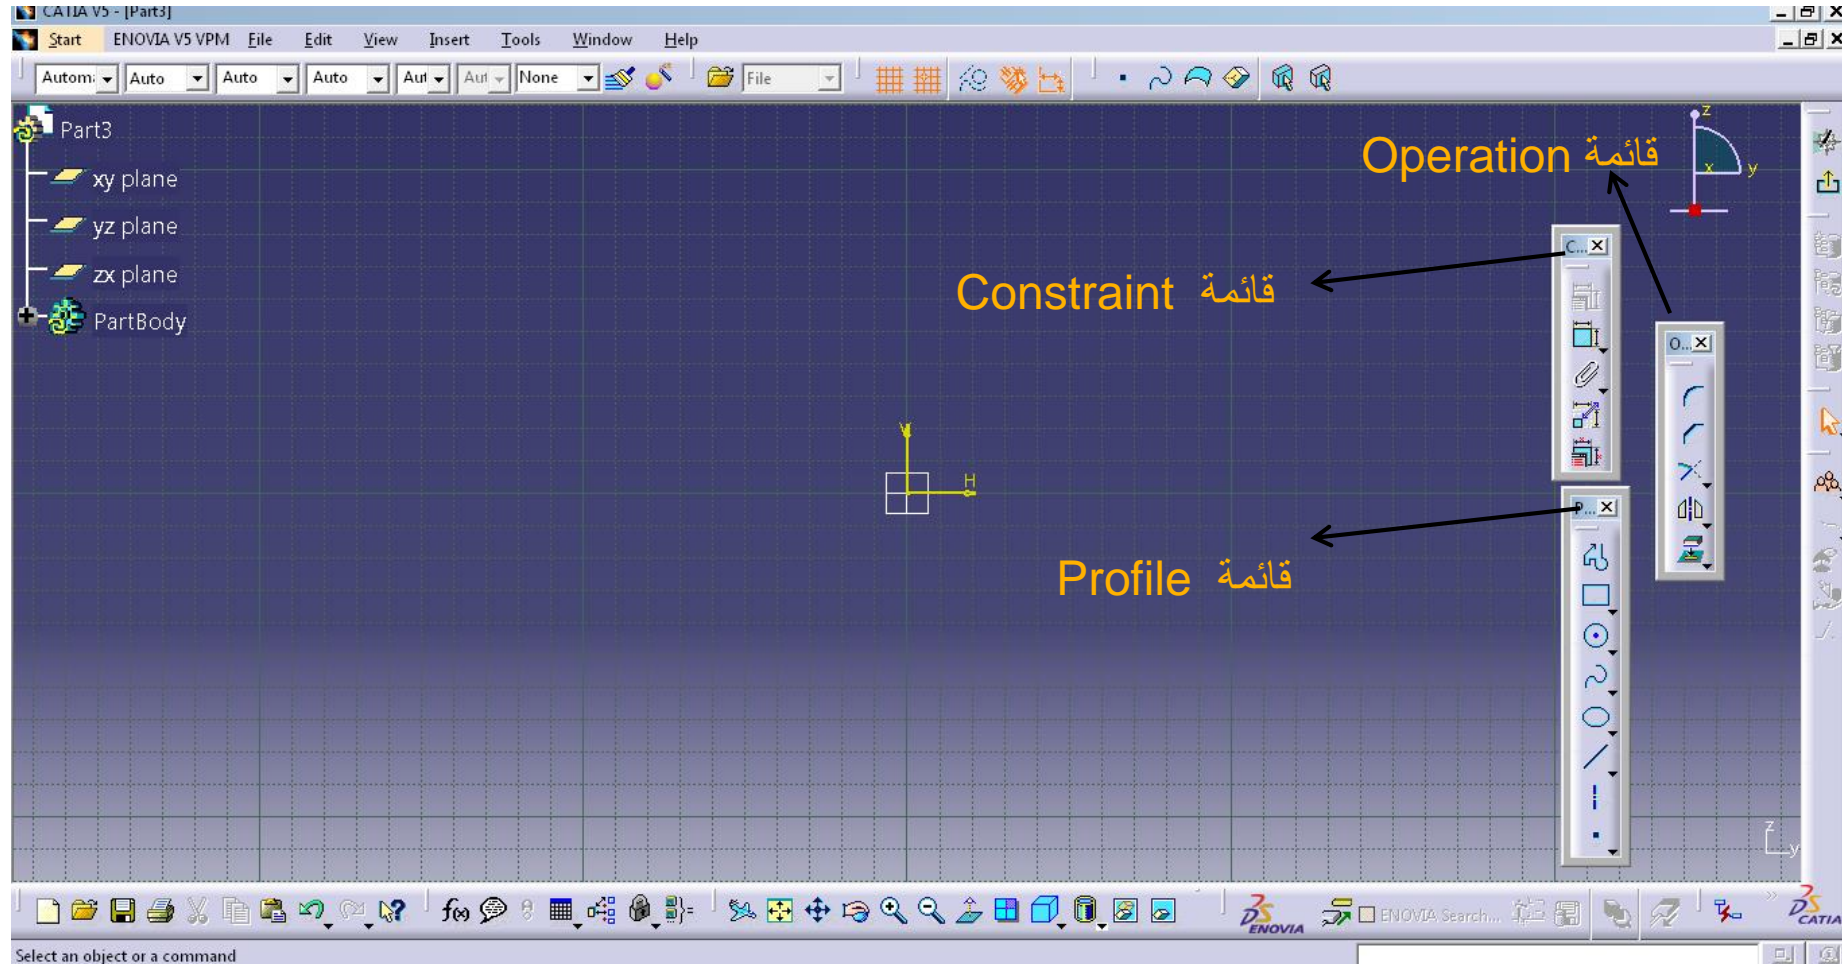 CATIA V5 - [Part3]
Start ENOVIA V5 VPM File Edit View Insert Tools Window Help
Auto Auto Auto Aut Aut None File
Part3
xy plane
yz plane
zx plane
PartBody
قائمة Operation
z
x y
C...
قائمة Constraint
O...
V
H
P...
قائمة Profile
z
y
f(x)
ENOVIA
ENOVIA Search...
CATIA
Select an object or a command